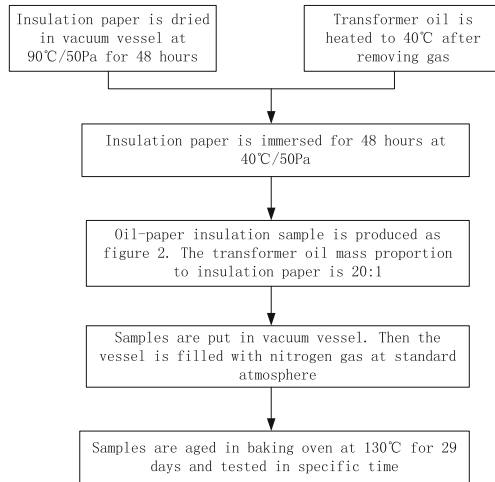 Insulation paper is dried
in vacuum vessel at
90℃/50Pa for 48 hours
Transformer oil is
heated to 40℃ after
removing gas
Insulation paper is immersed for 48 hours at
40℃/50Pa
Oil-paper insulation sample is produced as
figure 2. The transformer oil mass proportion
to insulation paper is 20:1
Samples are put in vacuum vessel. Then the
vessel is filled with nitrogen gas at standard
atmosphere
Samples are aged in baking oven at 130℃ for 29
days and tested in specific time